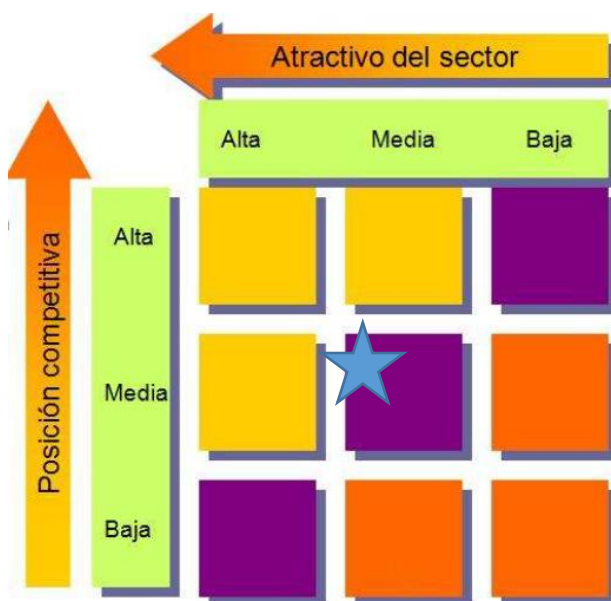 Atractivo del sector
Alta Media Baja
Posición competitiva
Alta
Media
Baja